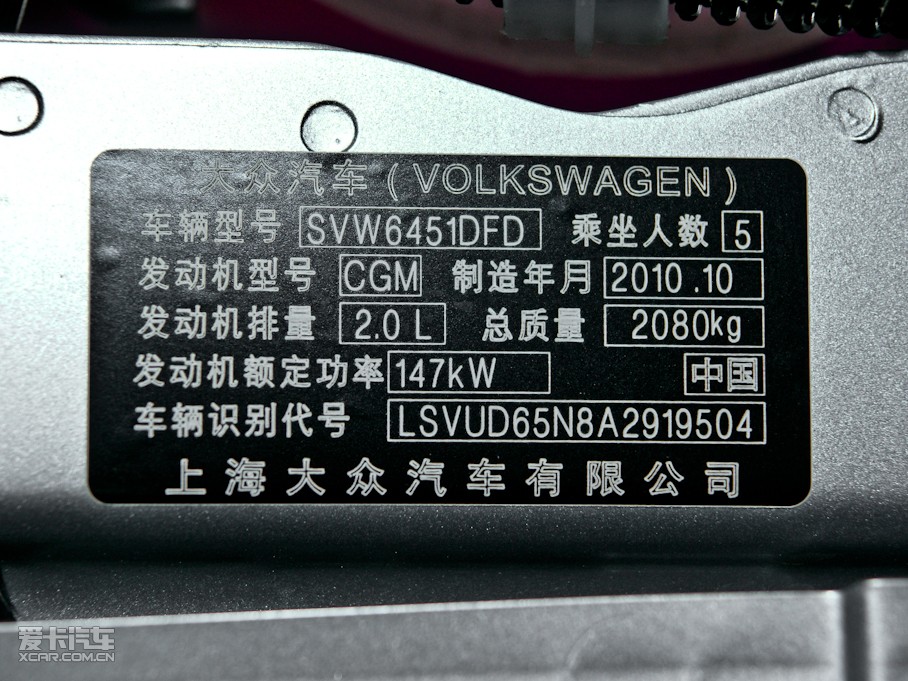 大众汽车(VOLKSWAGEN)
车辆型号 SVW6451DFD 乘坐人数 5
发动机型号 CGM 制造年月 2010.10
发动机排量 2.0 L 总质量 2080kg
发动机额定功率 147kW 中国
车辆识别代号 LSVUD65N8A2919504
上海大众汽车有限公司
爱卡汽车
XCAR.COM.CN